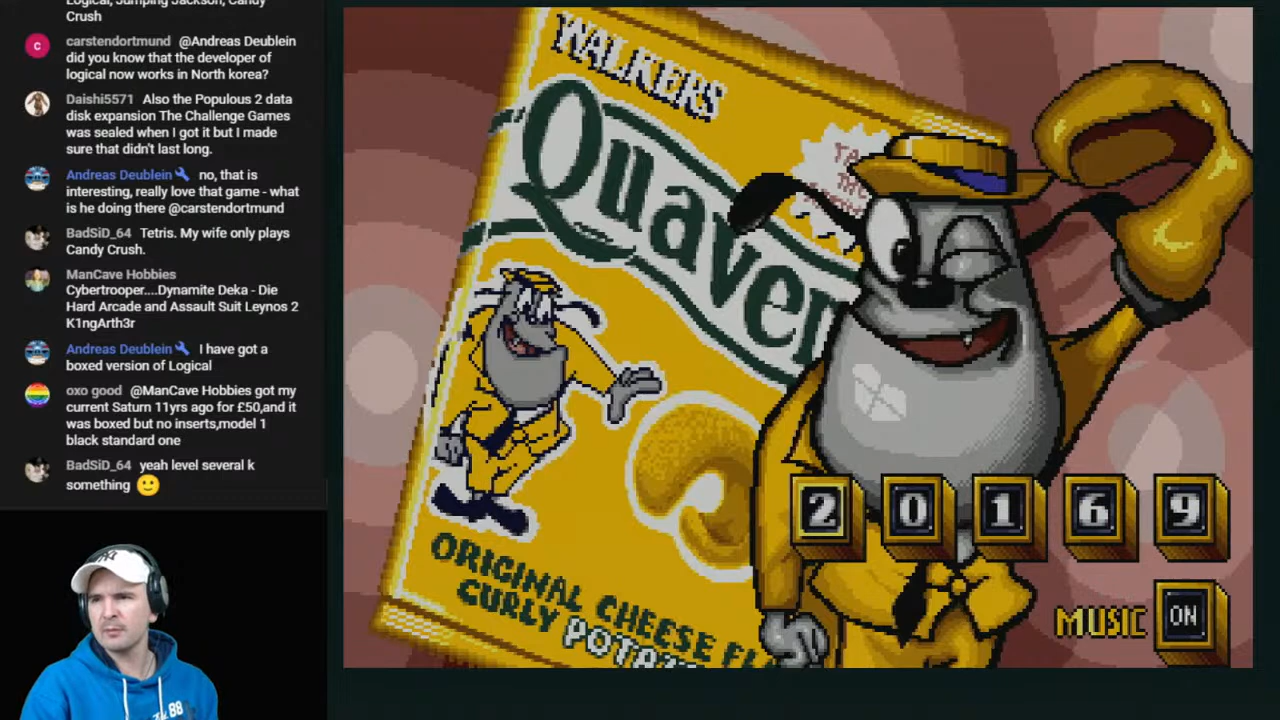 Logical, Jumping Jackson, Candy
Crush
C
carstendortmund @Andreas Deublein
did you know that the developer of
logical now works in North korea?
Daishi5571 Also the Populous 2 data
disk expansion The Challenge Games
was sealed when I got it but I made
sure that didn't last long.
Andreas Deublein no, that is
interesting, really love that game - what
is he doing there @carstendortmund
BadSiD_64 Tetris. My wife only plays
Candy Crush.
ManCave Hobbies
Cybertrooper....Dynamite Deka - Die
Hard Arcade and Assault Suit Leynos 2
K1ngArth3r
Andreas Deublein I have got a
boxed version of Logical
oxo good @ManCave Hobbies got my
current Saturn 11yrs ago for £50,and it
was boxed but no inserts,model 1
black standard one
BadSiD_64 yeah level several k
something
WALKERS
Quaver
ORIGINAL CHEESE FL
CURLY POTAT
2 0 1 6 9
MUSIC ON
88